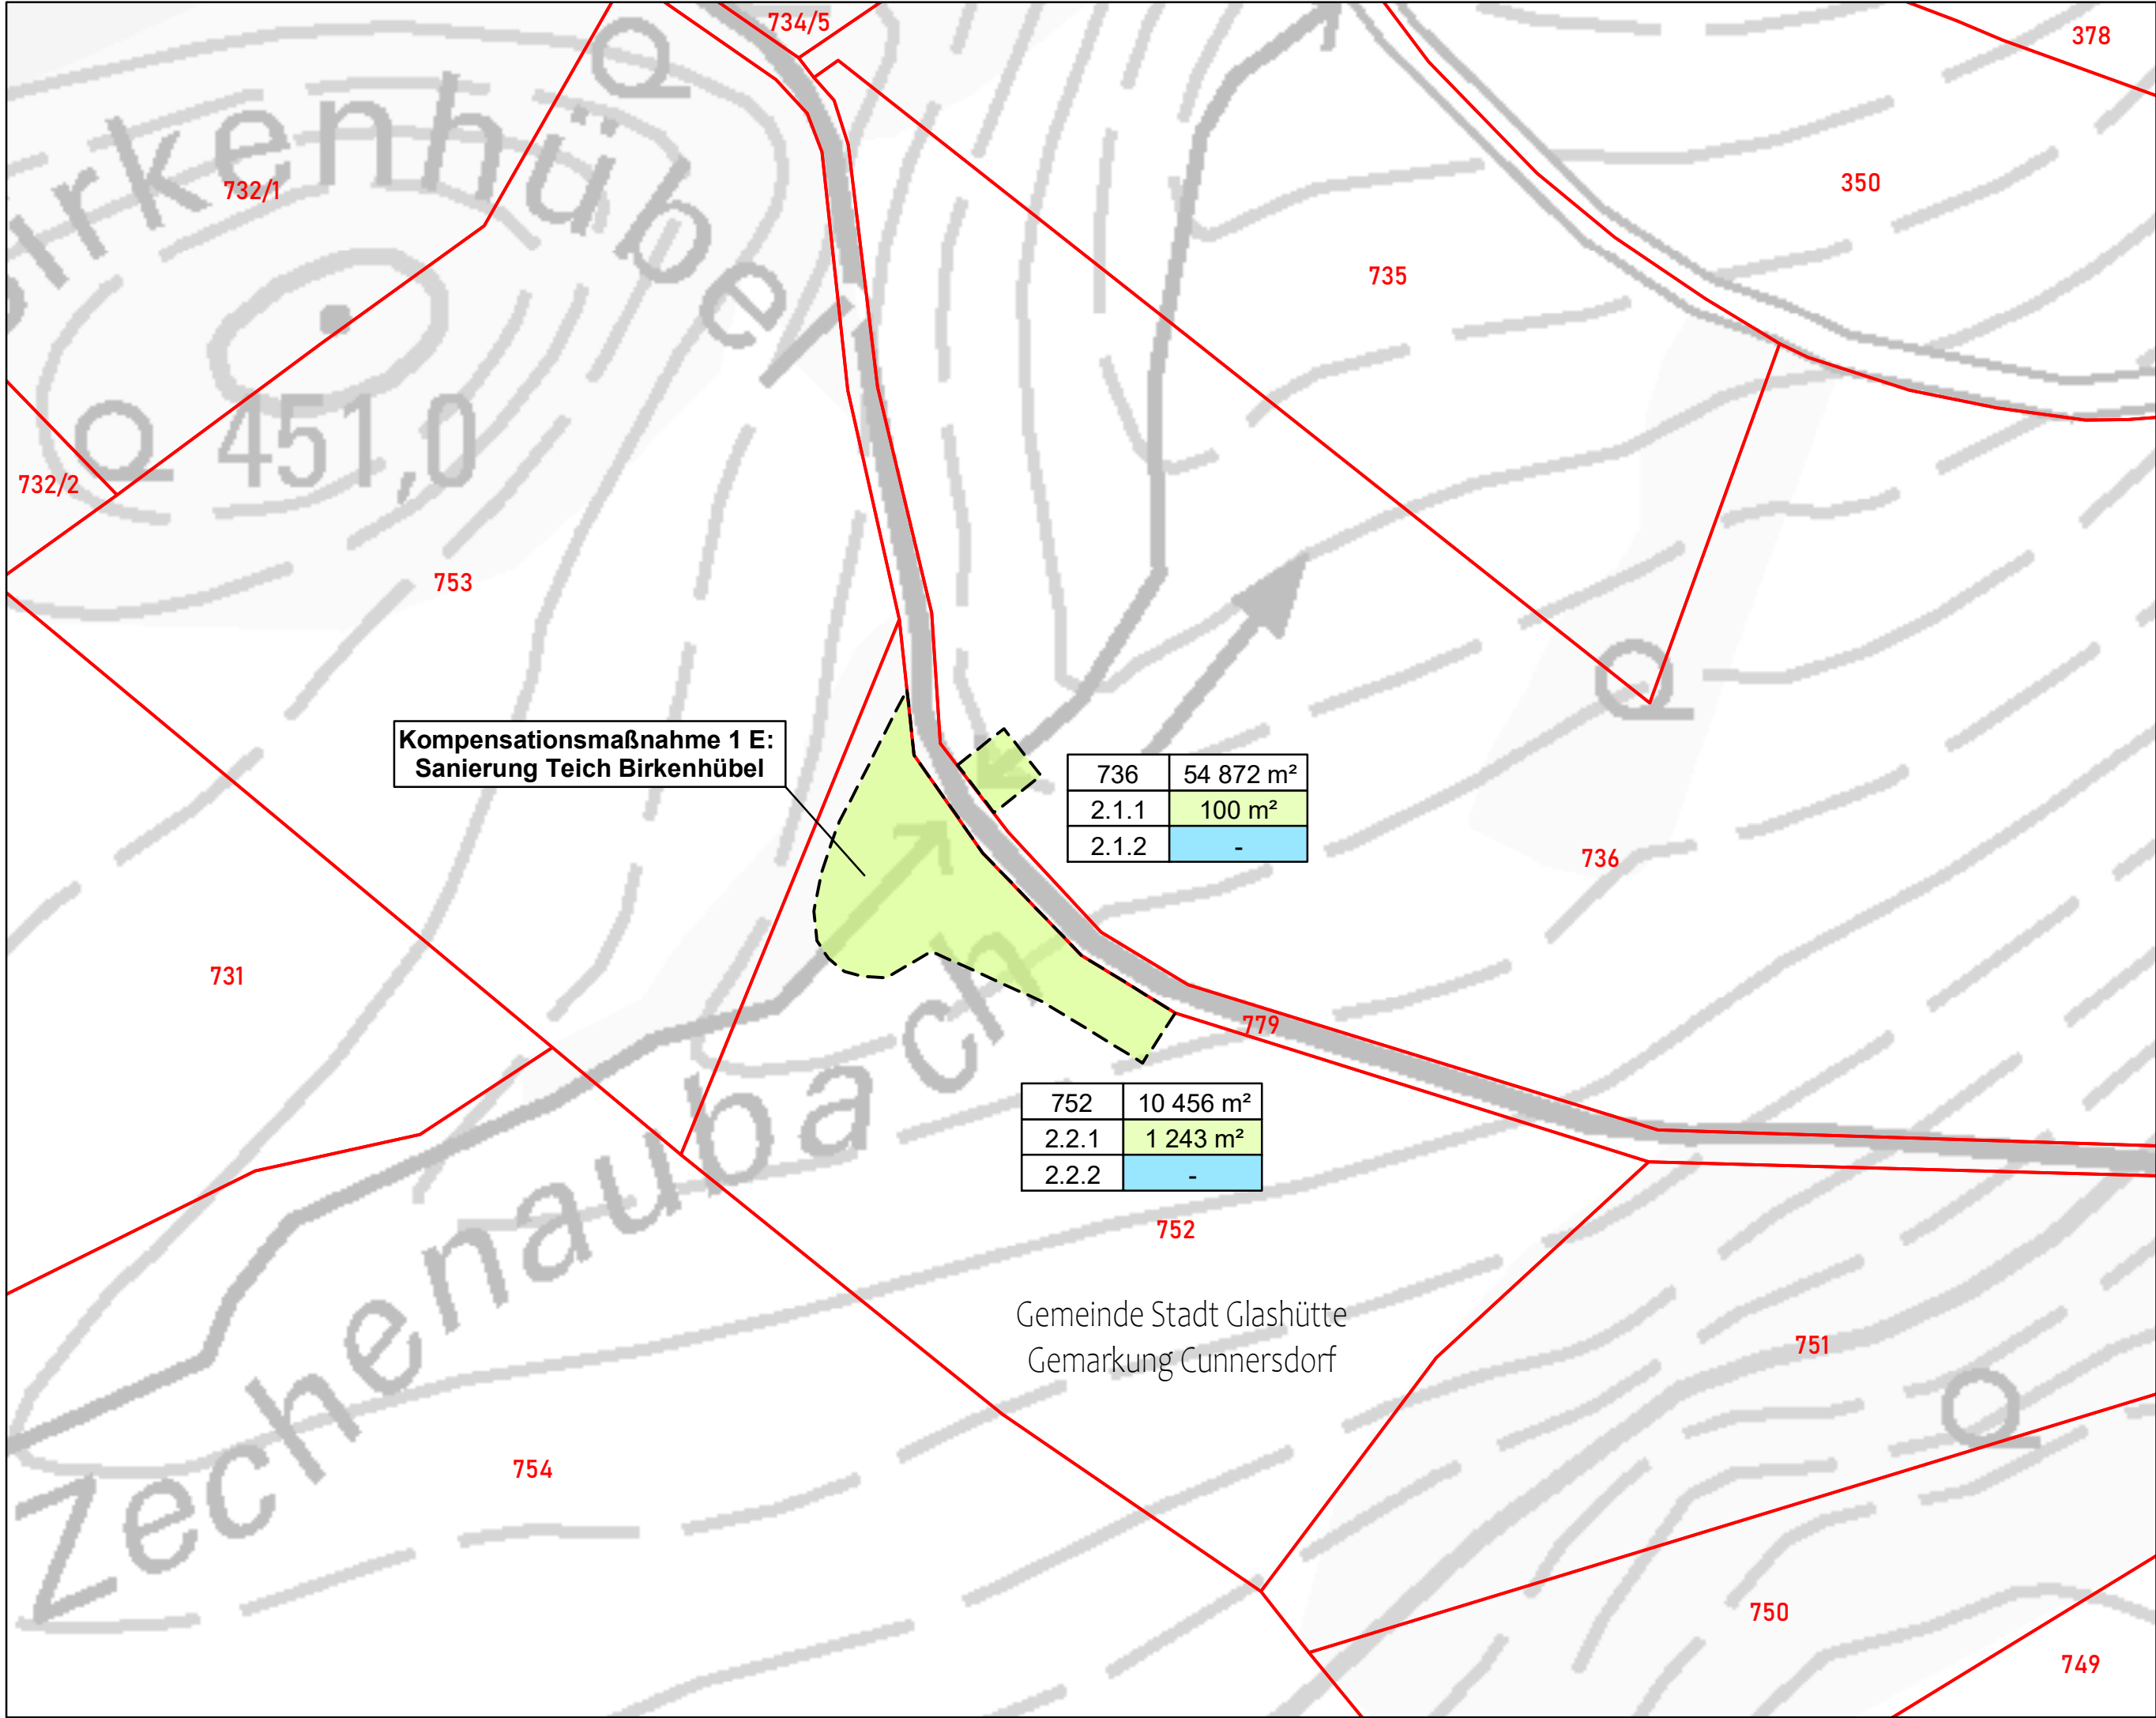 734/5
378
Birkenhübel
732/1
350
735
451,0
732/2
753
Kompensationsmaßnahme 1 E:
Sanierung Teich Birkenhübel
736 54 872 m²
2.1.1 100 m²
2.1.2 -
736
731
779
Zechenaubach
752 10 456 m²
2.2.1 1 243 m²
2.2.2 -
752
Gemeinde Stadt Glashütte
Gemarkung Cunnersdorf
751
754
750
749